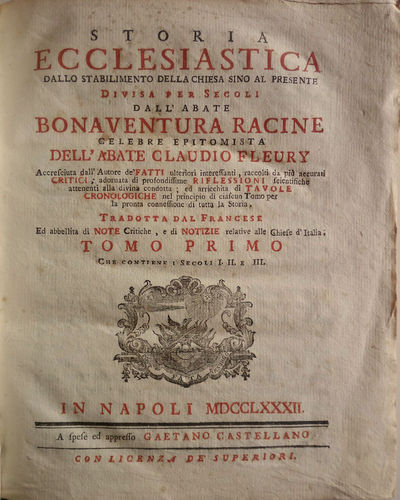 STORIA
ECCLESIASTICA
DALLO STABILIMENTO DELLA CHIESA SINO AL PRESENTE
DIVISA PER SECOLI
DALL'ABATE
BONAVENTURA RACINE
CELEBRE EPITOMISTA
DELL'ABATE CLAUDIO FLEURY
Accresciuta dall'Autore de' FATTI ulteriori interessanti, raccolti da più accurati
CRITICI; adornata di profondissime RIFLESSIONI scientifiche
attenenti alla divina condotta; ed arricchita di TAVOLE
CRONOLOGICHE nel principio di ciascun Tomo per
la pronta connessione di tutta la Storia,
TRADOTTA DAL FRANCESE
Ed abbellita di NOTE Critiche, e di NOTIZIE relative alle Chiese d'Italia.
TOMO PRIMO
CHE CONTIENE I SECOLI I. II. E III.
IN NAPOLI MDCCLXXXII.
A spese ed appresso GAETANO CASTELLANO
CON LICENZA DE' SUPERIORI.